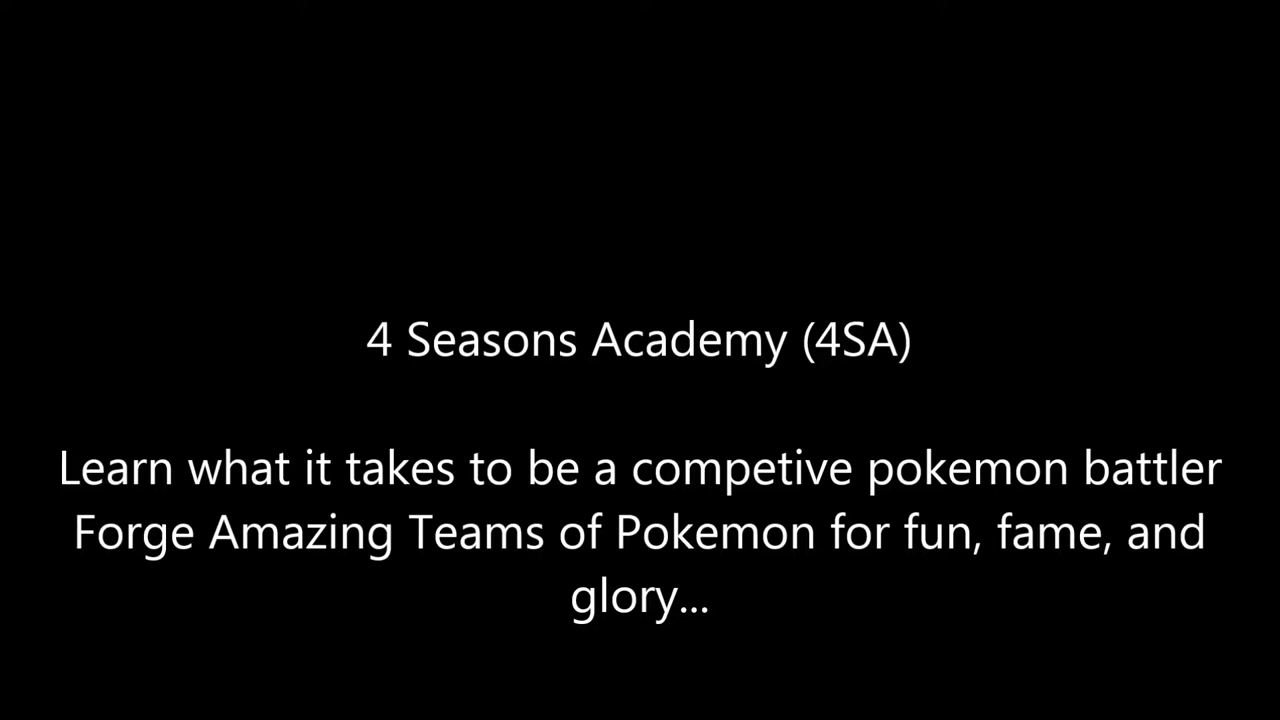 4 Seasons Academy (4SA)
Learn what it takes to be a competive pokemon battler
Forge Amazing Teams of Pokemon for fun, fame, and
glory...